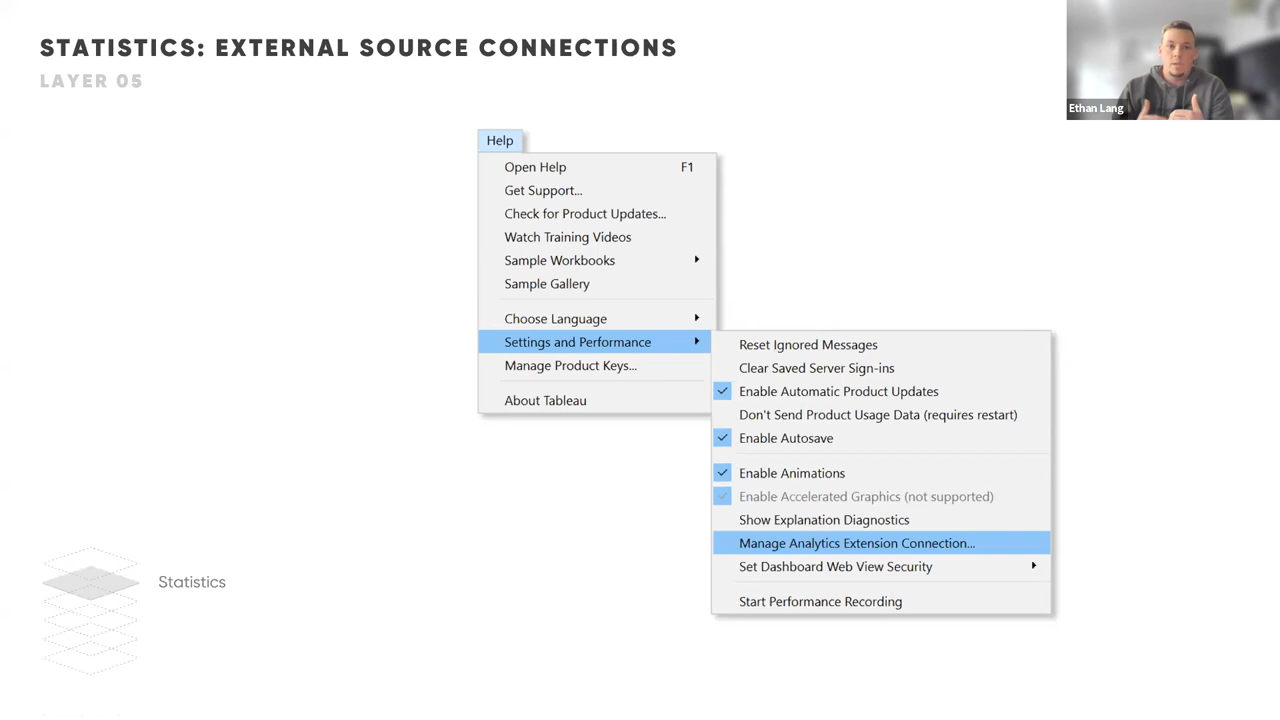 STATISTICS: EXTERNAL SOURCE CONNECTIONS
LAYER 05
Ethan Lang
Help
Open Help F1
Get Support...
Check for Product Updates...
Watch Training Videos
Sample Workbooks
Sample Gallery
Choose Language
Settings and Performance
Manage Product Keys...
About Tableau
Reset Ignored Messages
Clear Saved Server Sign-ins
Enable Automatic Product Updates
Don't Send Product Usage Data (requires restart)
Enable Autosave
Enable Animations
Enable Accelerated Graphics (not supported)
Show Explanation Diagnostics
Manage Analytics Extension Connection...
Set Dashboard Web View Security
Start Performance Recording
Statistics